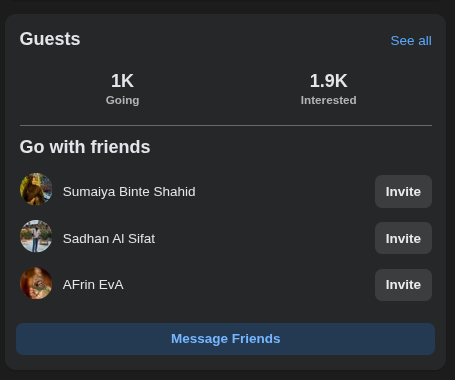 Guests
See all
1K
1.9K
Going
Interested
Go with friends
Sumaiya Binte Shahid
Invite
Sadhan Al Sifat
Invite
AFrin EvA
Invite
Message Friends